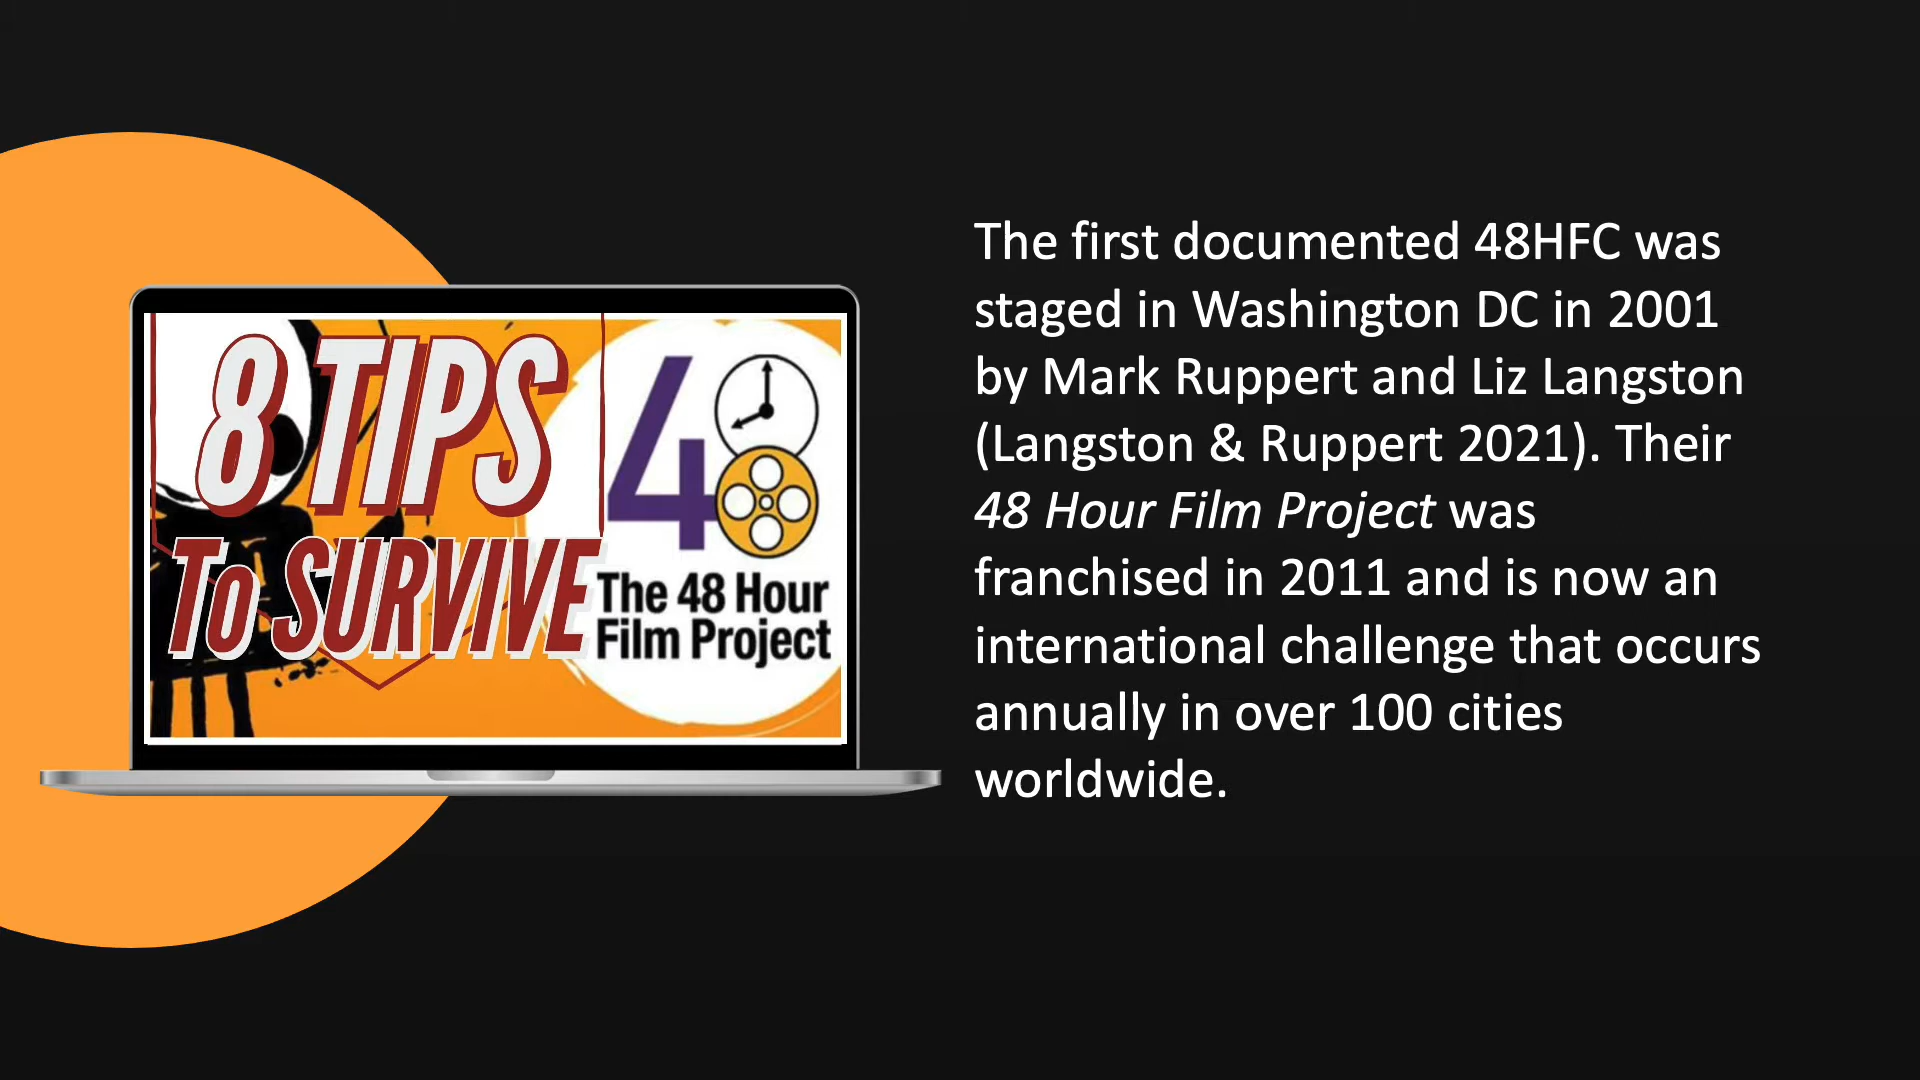 8 TIPS
To SURVIVE
48
The 48 Hour
Film Project
The first documented 48HFC was
staged in Washington DC in 2001
by Mark Ruppert and Liz Langston
(Langston & Ruppert 2021). Their
48 Hour Film Project was
franchised in 2011 and is now an
international challenge that occurs
annually in over 100 cities
worldwide.